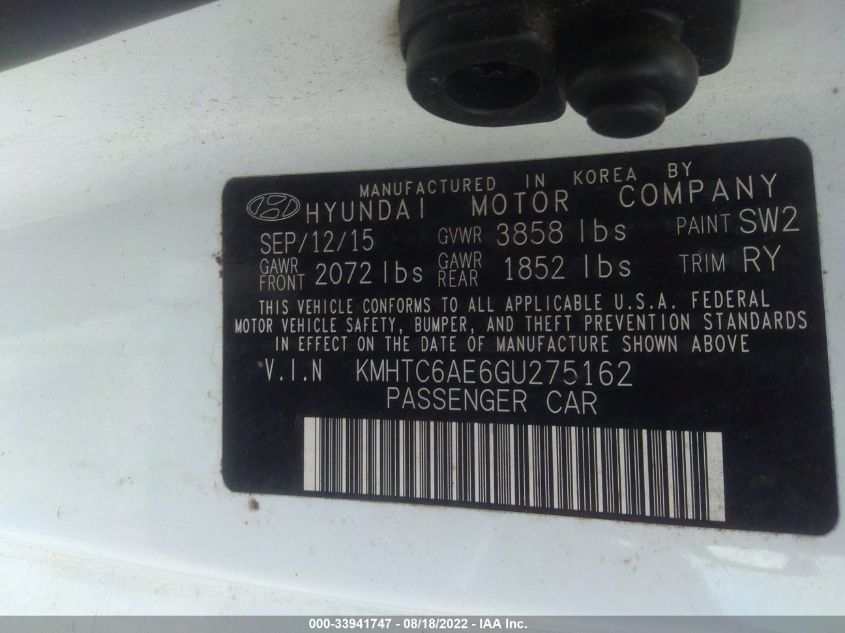 MANUFACTURED IN KOREA BY
HYUNDAI MOTOR COMPANY
SEP/12/15 GVWR 3858 lbs PAINT SW2
GAWR FRONT 2072 lbs GAWR REAR 1852 lbs TRIM RY
THIS VEHICLE CONFORMS TO ALL APPLICABLE U.S.A. FEDERAL
MOTOR VEHICLE SAFETY, BUMPER, AND THEFT PREVENTION STANDARDS
IN EFFECT ON THE DATE OF MANUFACTURE SHOWN ABOVE
V.I.N KMHTC6AE6GU275162
PASSENGER CAR
000-33941747 - 08/18/2022 - IAA Inc.